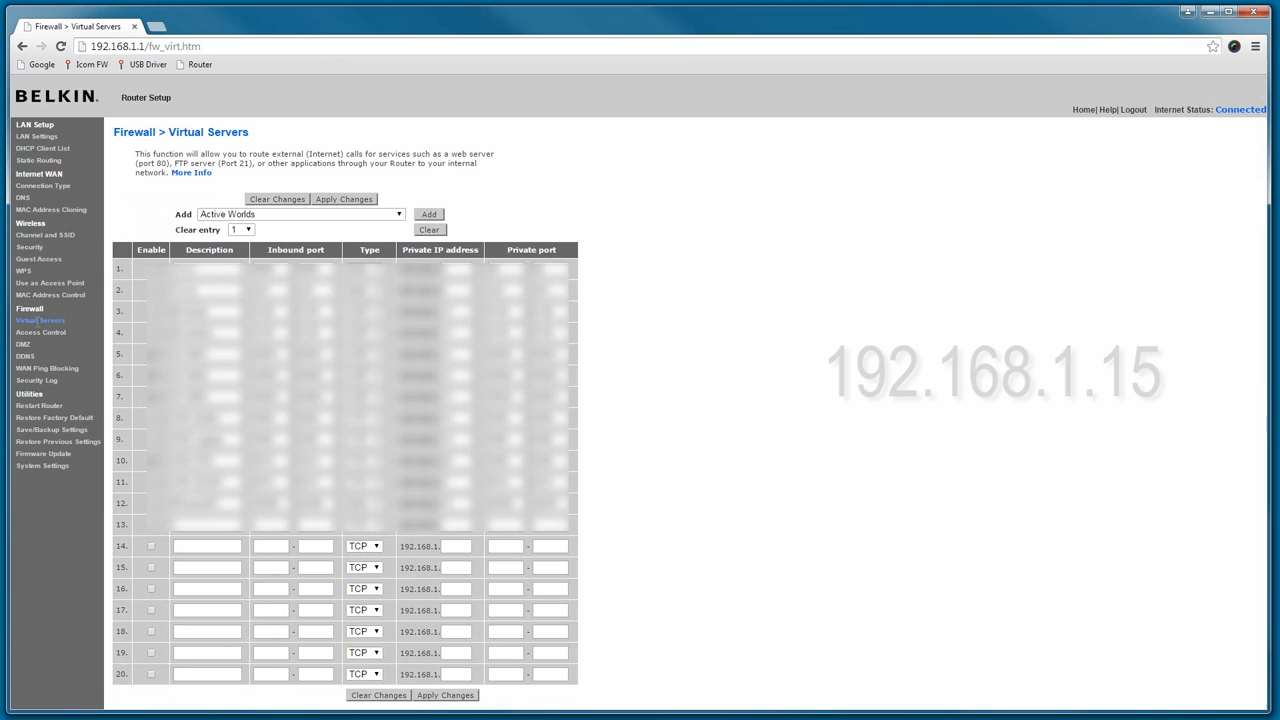 Firewall > Virtual Servers
192.168.1.1/fw_virt.htm
Google Icom FW USB Driver Router
BELKIN. Router Setup
Home| Help| Logout Internet Status: Connected
LAN Setup
LAN Settings
DHCP Client List
Static Routing
Internet WAN
Connection Type
DNS
MAC Address Cloning
Wireless
Channel and SSID
Security
Guest Access
WPS
Use as Access Point
MAC Address Control
Firewall
Virtual Servers
Access Control
DMZ
DDNS
WAN Ping Blocking
Security Log
Utilities
Restart Router
Restore Factory Default
Save/Backup Settings
Restore Previous Settings
Firmware Update
System Settings
Firewall > Virtual Servers
This function will allow you to route external (Internet) calls for services such as a web server
(port 80), FTP server (Port 21), or other applications through your Router to your internal
network. More Info
Clear Changes Apply Changes
Add Active Worlds Add
Clear entry 1 Clear
Enable Description Inbound port Type Private IP address Private port
1.
2.
3.
4.
5.
6.
7.
8.
9.
10.
11.
12.
13.
14. - TCP 192.168.1. -
15. - TCP 192.168.1. -
16. - TCP 192.168.1. -
17. - TCP 192.168.1. -
18. - TCP 192.168.1. -
19. - TCP 192.168.1. -
20. - TCP 192.168.1. -
Clear Changes Apply Changes
192.168.1.15